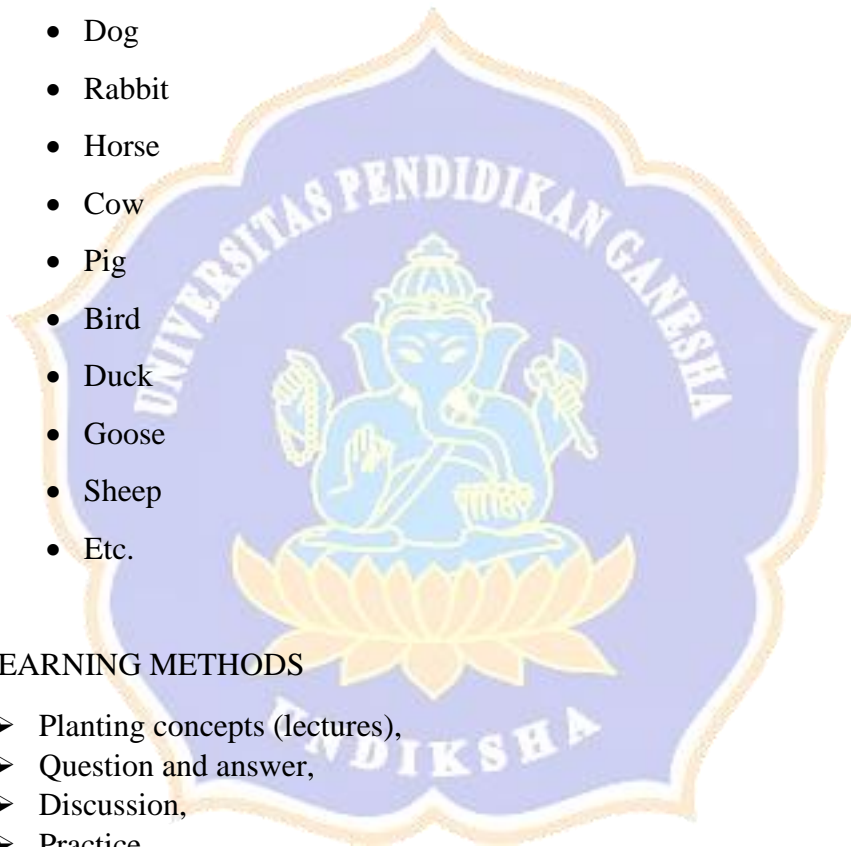 • Dog
• Rabbit
• Horse
• Cow
• Pig
• Bird
• Duck
• Goose
• Sheep
• Etc.
UNIVERSITAS PENDIDIKAN GANESHA
UNDIKSHA
EARNING METHODS
➢ Planting concepts (lectures),
➢ Question and answer,
➢ Discussion,
➢ Practice